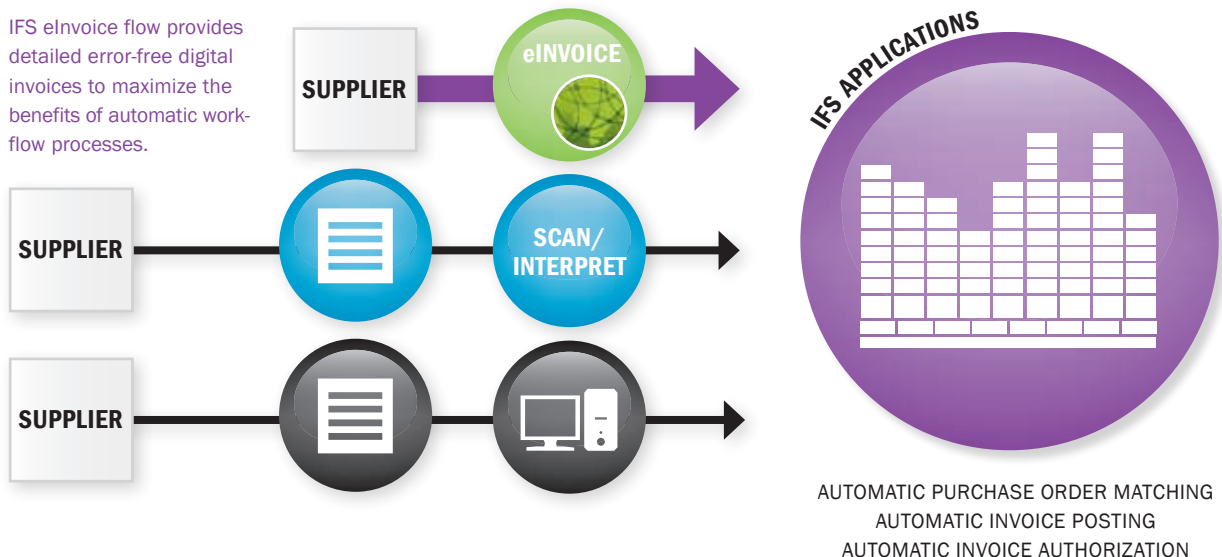 IFS eInvoice flow provides
detailed error-free digital
invoices to maximize the
benefits of automatic work-
flow processes.
SUPPLIER
eINVOICE
IFS APPLICATIONS
SUPPLIER
SCAN/
INTERPRET
SUPPLIER
AUTOMATIC PURCHASE ORDER MATCHING
AUTOMATIC INVOICE POSTING
AUTOMATIC INVOICE AUTHORIZATION